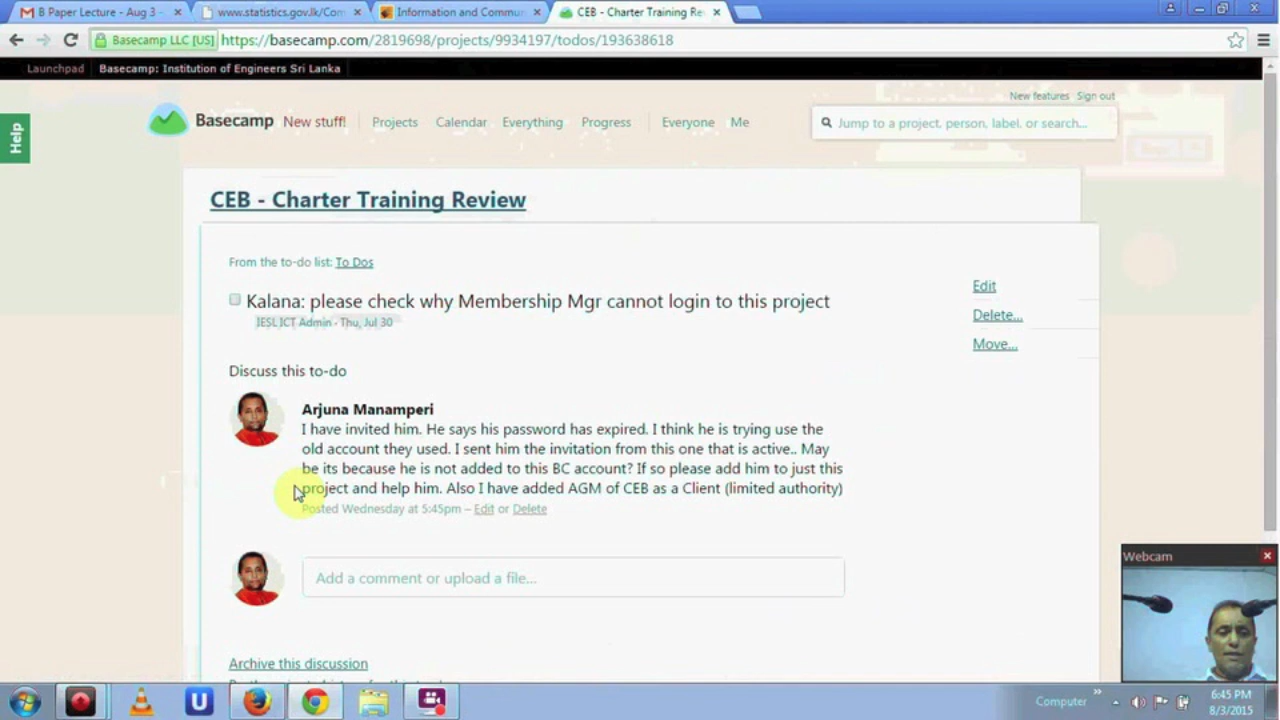 B Paper Lecture - Aug 3 -
www.statistics.gov.lk/Con
Information and Commu
CEB - Charter Training Re
Basecamp LLC [US]
https://basecamp.com/2819698/projects/9934197/todos/193638618
Launchpad
Basecamp: Institution of Engineers Sri Lanka
New features Sign out
Help
Basecamp New stuff!
Projects Calendar Everything Progress Everyone Me
Jump to a project, person, label, or search...
CEB - Charter Training Review
From the to-do list: To Dos
Kalana: please check why Membership Mgr cannot login to this project
IESL ICT Admin - Thu, Jul 30
Edit
Delete...
Move...
Discuss this to-do
Arjuna Manamperi
I have invited him. He says his password has expired. I think he is trying use the
old account they used. I sent him the invitation from this one that is active.. May
be its because he is not added to this BC account? If so please add him to just this
project and help him. Also I have added AGM of CEB as a Client (limited authority)
Posted Wednesday at 5:45pm – Edit or Delete
Add a comment or upload a file...
Webcam
Archive this discussion
Computer
6:45 PM
8/3/2015